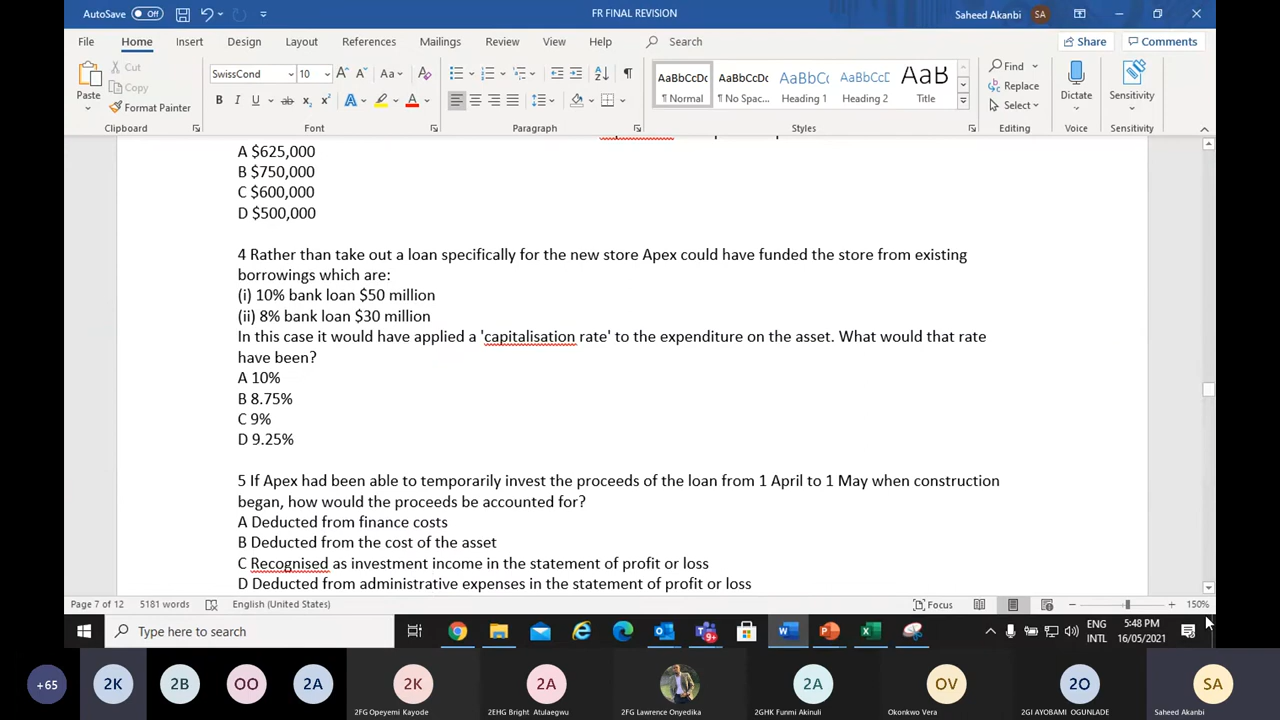 AutoSave Off
FR FINAL REVISION
Saheed Akanbi SA
File Home Insert Design Layout References Mailings Review View Help Search
Share Comments
Paste
Cut
Copy
Format Painter
Clipboard
SwissCond 10
Font
Paragraph
AaBbCcDc AaBbCcDc AaBbCc AaBbCcE AaB
¶ Normal ¶ No Spac... Heading 1 Heading 2 Title
Styles
Find
Replace
Select
Editing
Dictate
Voice
Sensitivity
Sensitivity
A $625,000
B $750,000
C $600,000
D $500,000
4 Rather than take out a loan specifically for the new store Apex could have funded the store from existing
borrowings which are:
(i) 10% bank loan $50 million
(ii) 8% bank loan $30 million
In this case it would have applied a 'capitalisation rate' to the expenditure on the asset. What would that rate
have been?
A 10%
B 8.75%
C 9%
D 9.25%
5 If Apex had been able to temporarily invest the proceeds of the loan from 1 April to 1 May when construction
began, how would the proceeds be accounted for?
A Deducted from finance costs
B Deducted from the cost of the asset
C Recognised as investment income in the statement of profit or loss
D Deducted from administrative expenses in the statement of profit or loss
Page 7 of 12 5181 words English (United States) Focus 150%
Type here to search
ENG
INTL
5:48 PM
16/05/2021
+65 2K 2B OO 2A 2K 2A 2A OV 2O SA
2FG Opeyemi Kayode 2EHG Bright Atulaegwu 2FG Lawrence Onyedika 2GHK Funmi Akinuli Okonkwo Vera 2GI AYOBAMI OGUNLADE Saheed Akanbi